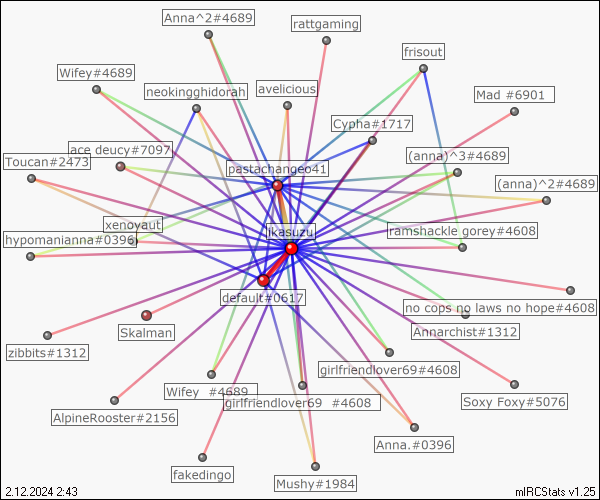 Anna^2#4689
rattgaming
frisout
Wifey#4689
neokingghidorah
avelicious
Mad #6901
Cypha#1717
ace deucy#7097
Toucan#2473
(anna)^3#4689
pastachangeo41
(anna)^2#4689
xenoyaut
jkasuzu
ramshackle gorey#4608
hypomanianna#0396
default#0617
no cops no laws no hope#4608
Skalman
Annarchist#1312
zibbits#1312
girlfriendlover69#4608
Wifey #4689
girlfriendlover69 #4608
Soxy Foxy#5076
AlpineRooster#2156
Anna.#0396
fakedingo
Mushy#1984
2.12.2024 2:43
mIRCStats v1.25